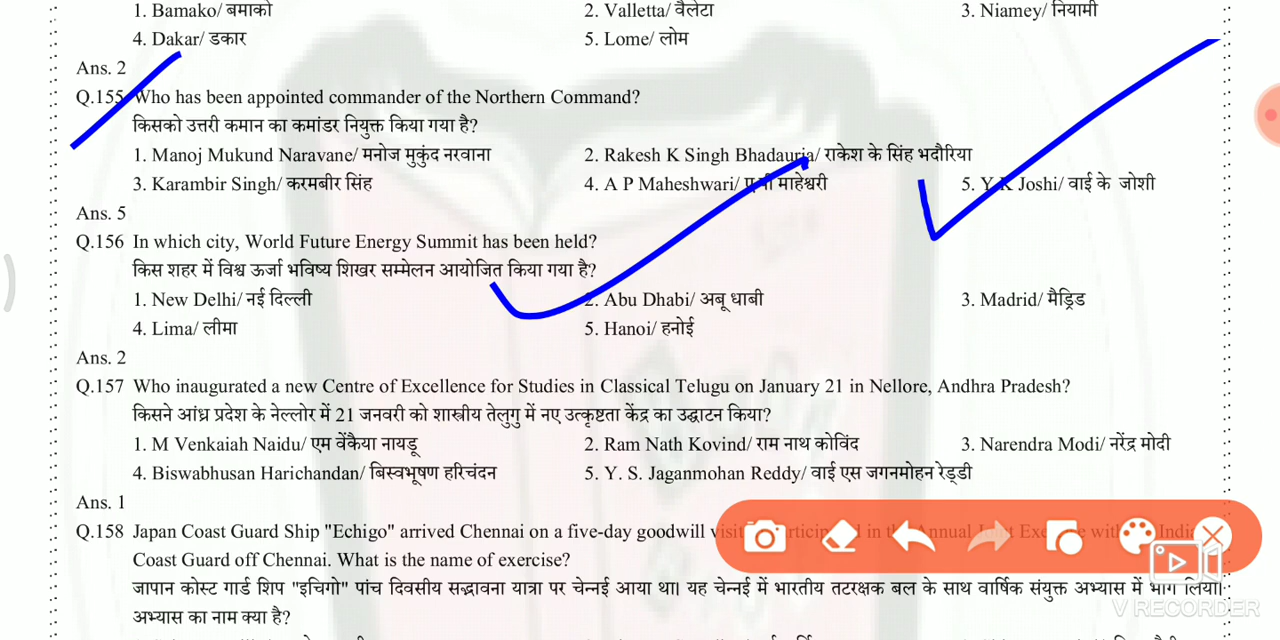 1. Bamako/ बमाको 2. Valletta/ वैलेटा 3. Niamey/ नियामी
4. Dakar/ डकार 5. Lome/ लोम
Ans. 2
Q.155 Who has been appointed commander of the Northern Command?
किसको उत्तरी कमान का कमांडर नियुक्त किया गया है?
1. Manoj Mukund Naravane/ मनोज मुकुंद नरवाना 2. Rakesh K Singh Bhadauria/ राकेश के सिंह भदौरिया
3. Karambir Singh/ करमबीर सिंह 4. A P Maheshwari/ माहेश्वरी 5. Y K Joshi/ वाई के जोशी
Ans. 5
Q.156 In which city, World Future Energy Summit has been held?
किस शहर में विश्व ऊर्जा भविष्य शिखर सम्मेलन आयोजित किया गया है?
1. New Delhi/ नई दिल्ली 2. Abu Dhabi/ अबू धाबी 3. Madrid/ मैड्रिड
4. Lima/ लीमा 5. Hanoi/ हनोई
Ans. 2
Q.157 Who inaugurated a new Centre of Excellence for Studies in Classical Telugu on January 21 in Nellore, Andhra Pradesh?
किसने आंध्र प्रदेश के नेल्लोर में 21 जनवरी को शास्त्रीय तेलुगु में नए उत्कृष्टता केंद्र का उद्घाटन किया?
1. M Venkaiah Naidu/ एम वेंकैया नायडू 2. Ram Nath Kovind/ राम नाथ कोविंद 3. Narendra Modi/ नरेंद्र मोदी
4. Biswabhusan Harichandan/ बिस्वभूषण हरिचंदन 5. Y. S. Jaganmohan Reddy/ वाई एस जगनमोहन रेड्डी
Ans. 1
Q.158 Japan Coast Guard Ship "Echigo" arrived Chennai on a five-day goodwill in the
Coast Guard off Chennai. What is the name of exercise?
जापान कोस्ट गार्ड शिप "इचिगो" पांच दिवसीय सद्भावना यात्रा पर चेन्नई आया था। यह चेन्नई में भारतीय तटरक्षक बल के साथ वार्षिक संयुक्त अभ्यास में भाग लिया।
अभ्यास का नाम क्या है?
V RECORDER